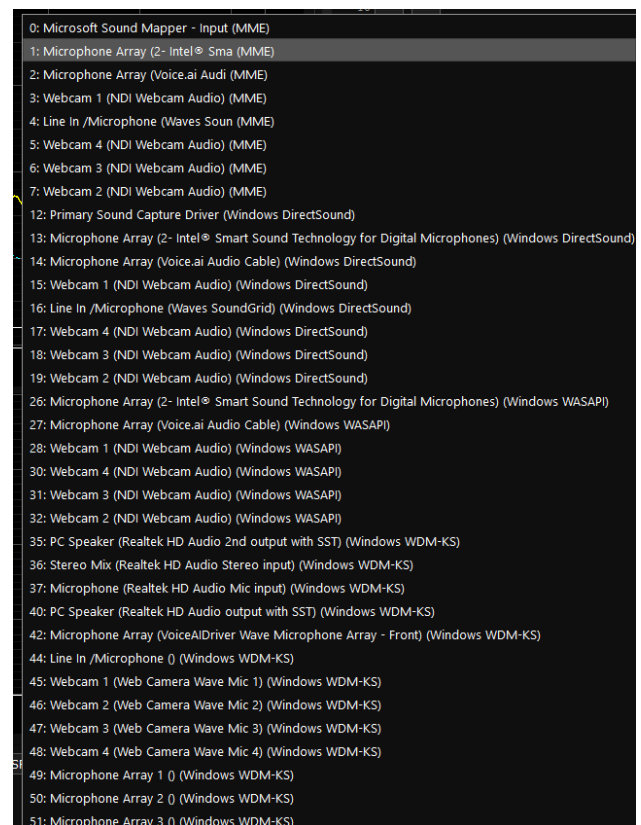 0: Microsoft Sound Mapper - Input (MME)
1: Microphone Array (2- Intel® Sma (MME)
2: Microphone Array (Voice.ai Audi (MME)
3: Webcam 1 (NDI Webcam Audio) (MME)
4: Line In /Microphone (Waves Soun (MME)
5: Webcam 4 (NDI Webcam Audio) (MME)
6: Webcam 3 (NDI Webcam Audio) (MME)
7: Webcam 2 (NDI Webcam Audio) (MME)
12: Primary Sound Capture Driver (Windows DirectSound)
13: Microphone Array (2- Intel® Smart Sound Technology for Digital Microphones) (Windows DirectSound)
14: Microphone Array (Voice.ai Audio Cable) (Windows DirectSound)
15: Webcam 1 (NDI Webcam Audio) (Windows DirectSound)
16: Line In /Microphone (Waves SoundGrid) (Windows DirectSound)
17: Webcam 4 (NDI Webcam Audio) (Windows DirectSound)
18: Webcam 3 (NDI Webcam Audio) (Windows DirectSound)
19: Webcam 2 (NDI Webcam Audio) (Windows DirectSound)
26: Microphone Array (2- Intel® Smart Sound Technology for Digital Microphones) (Windows WASAPI)
27: Microphone Array (Voice.ai Audio Cable) (Windows WASAPI)
28: Webcam 1 (NDI Webcam Audio) (Windows WASAPI)
30: Webcam 4 (NDI Webcam Audio) (Windows WASAPI)
31: Webcam 3 (NDI Webcam Audio) (Windows WASAPI)
32: Webcam 2 (NDI Webcam Audio) (Windows WASAPI)
35: PC Speaker (Realtek HD Audio 2nd output with SST) (Windows WDM-KS)
36: Stereo Mix (Realtek HD Audio Stereo input) (Windows WDM-KS)
37: Microphone (Realtek HD Audio Mic input) (Windows WDM-KS)
40: PC Speaker (Realtek HD Audio output with SST) (Windows WDM-KS)
42: Microphone Array (VoiceAIDriver Wave Microphone Array - Front) (Windows WDM-KS)
44: Line In /Microphone () (Windows WDM-KS)
45: Webcam 1 (Web Camera Wave Mic 1) (Windows WDM-KS)
46: Webcam 2 (Web Camera Wave Mic 2) (Windows WDM-KS)
47: Webcam 3 (Web Camera Wave Mic 3) (Windows WDM-KS)
48: Webcam 4 (Web Camera Wave Mic 4) (Windows WDM-KS)
49: Microphone Array 1 () (Windows WDM-KS)
50: Microphone Array 2 () (Windows WDM-KS)
51: Microphone Array 3 () (Windows WDM-KS)